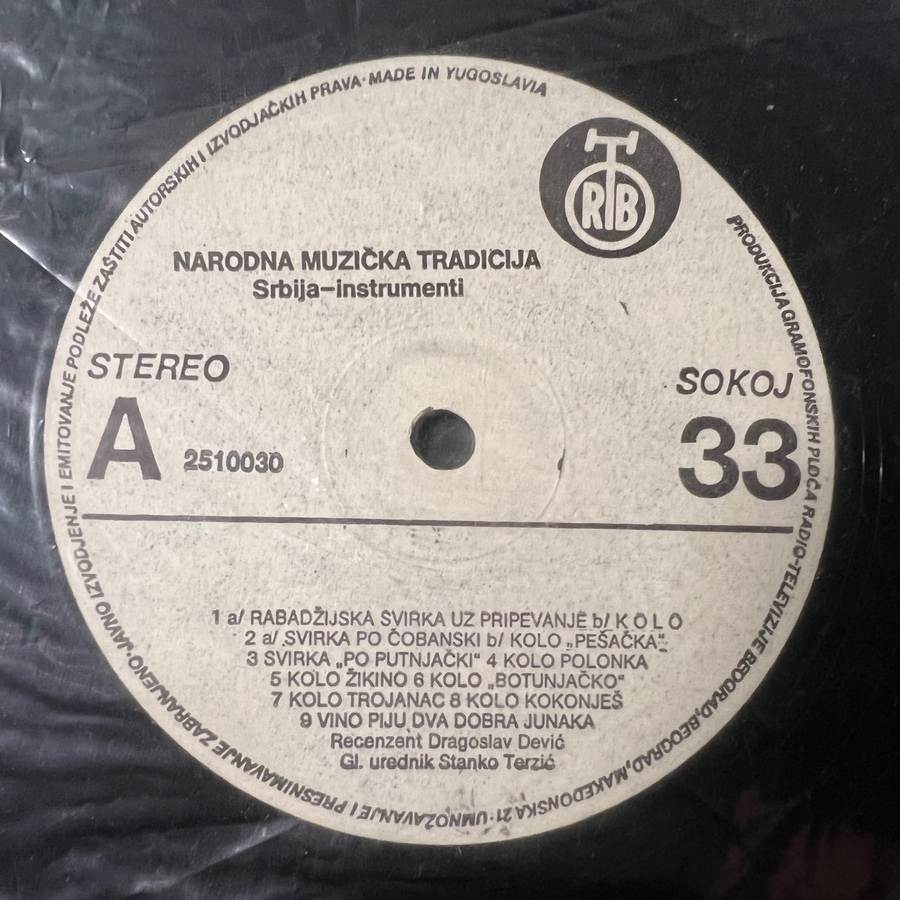 PRODUKCIJA GRAMOFONSKIH PLOČA RADIO-TELEVIZIJE BEOGRAD, BEOGRAD, MAKEDONSKA 21 · UMNOŽAVANJE I PRESNIMAVANJE ZABRANJENO · JAVNO IZVODJENJE I EMITOVANJE PODLEŽE ZAŠTITI AUTORSKIH I IZVODJAČKIH PRAVA · MADE IN YUGOSLAVIA
RTB
NARODNA MUZIČKA TRADICIJA
Srbija–instrumenti
STEREO
SOKOJ
A
2510030
33
1 a/ RABADŽIJSKA SVIRKA UZ PRIPEVANJE b/ K O L O
2 a/ SVIRKA PO ČOBANSKI b/ KOLO „PEŠAČKA“
3 SVIRKA „PO PUTNJAČKI“ 4 KOLO POLONKA
5 KOLO ŽIKINO 6 KOLO „BOTUNJAČKO“
7 KOLO TROJANAC 8 KOLO KOKONJEŠ
9 VINO PIJU DVA DOBRA JUNAKA
Recenzent Dragoslav Dević
Gl. urednik Stanko Terzić